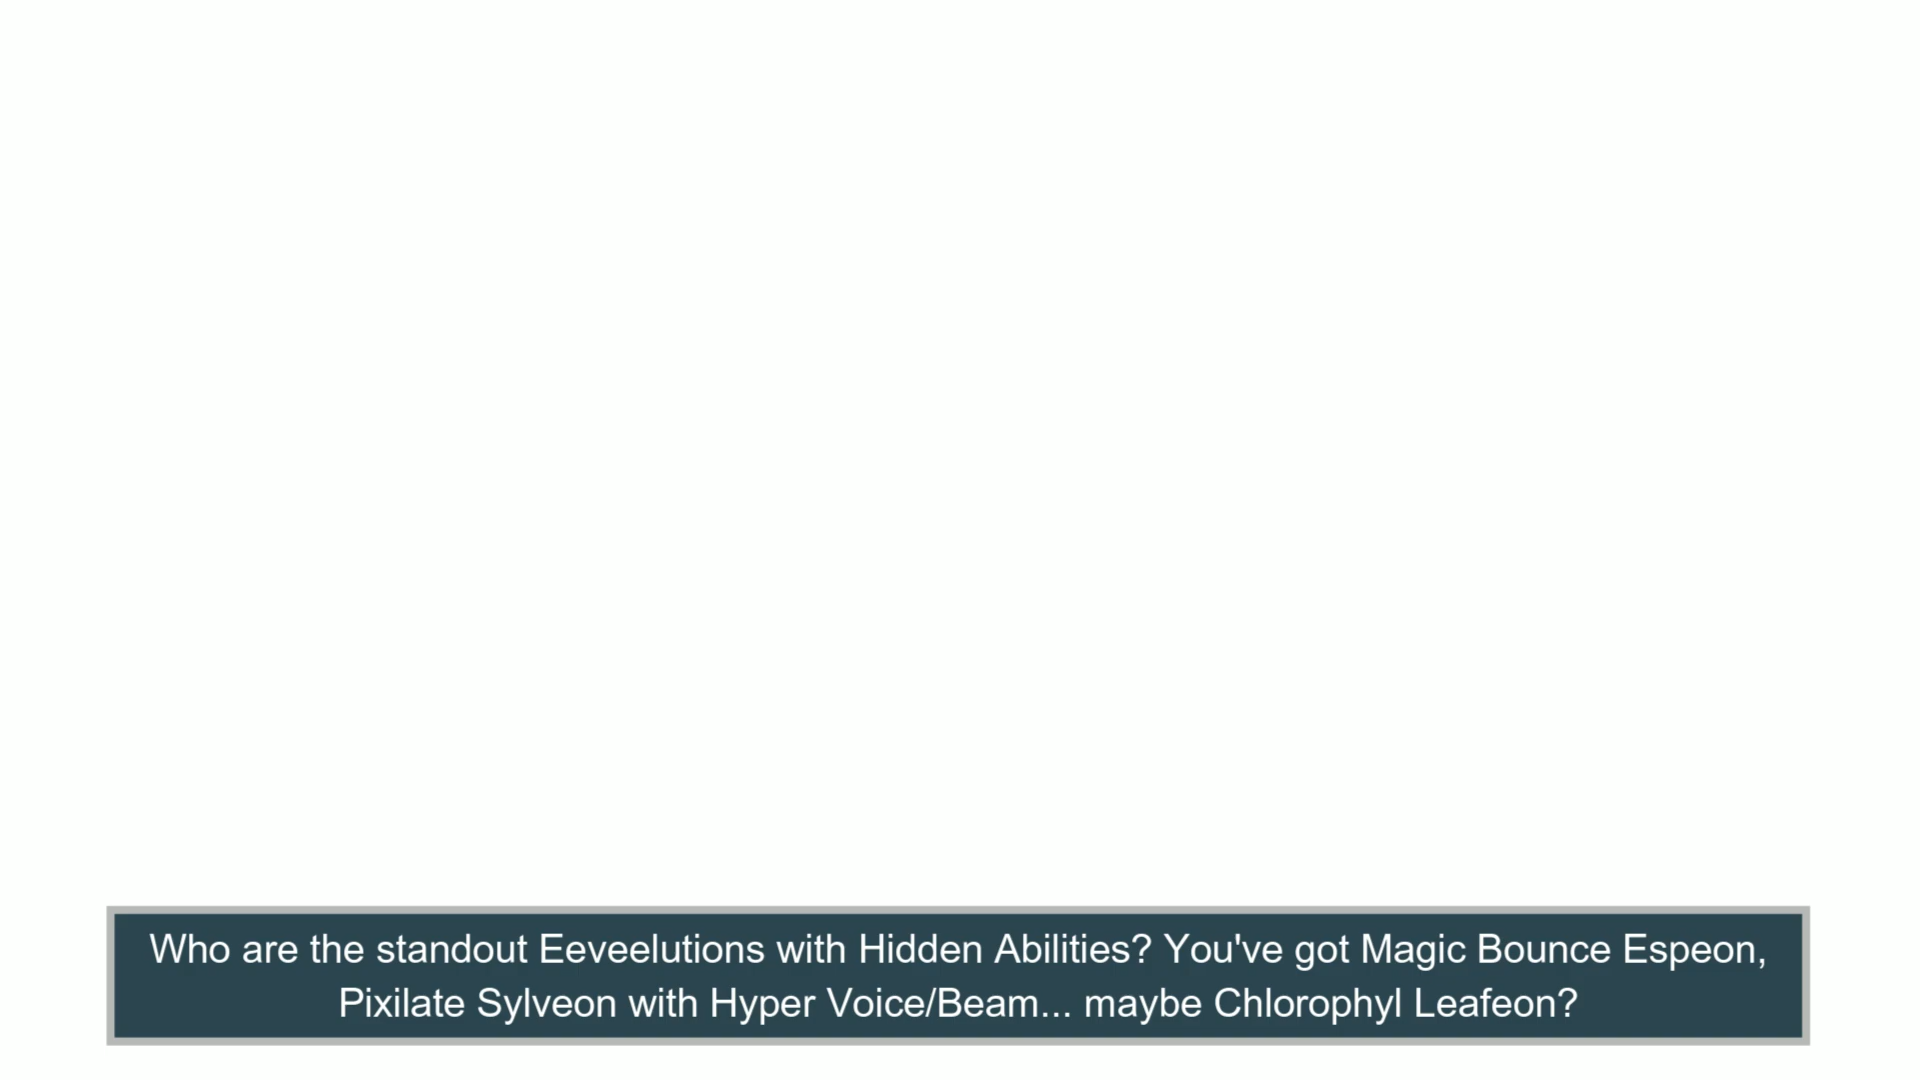 Who are the standout Eeveelutions with Hidden Abilities? You've got Magic Bounce Espeon,
Pixilate Sylveon with Hyper Voice/Beam... maybe Chlorophyl Leafeon?